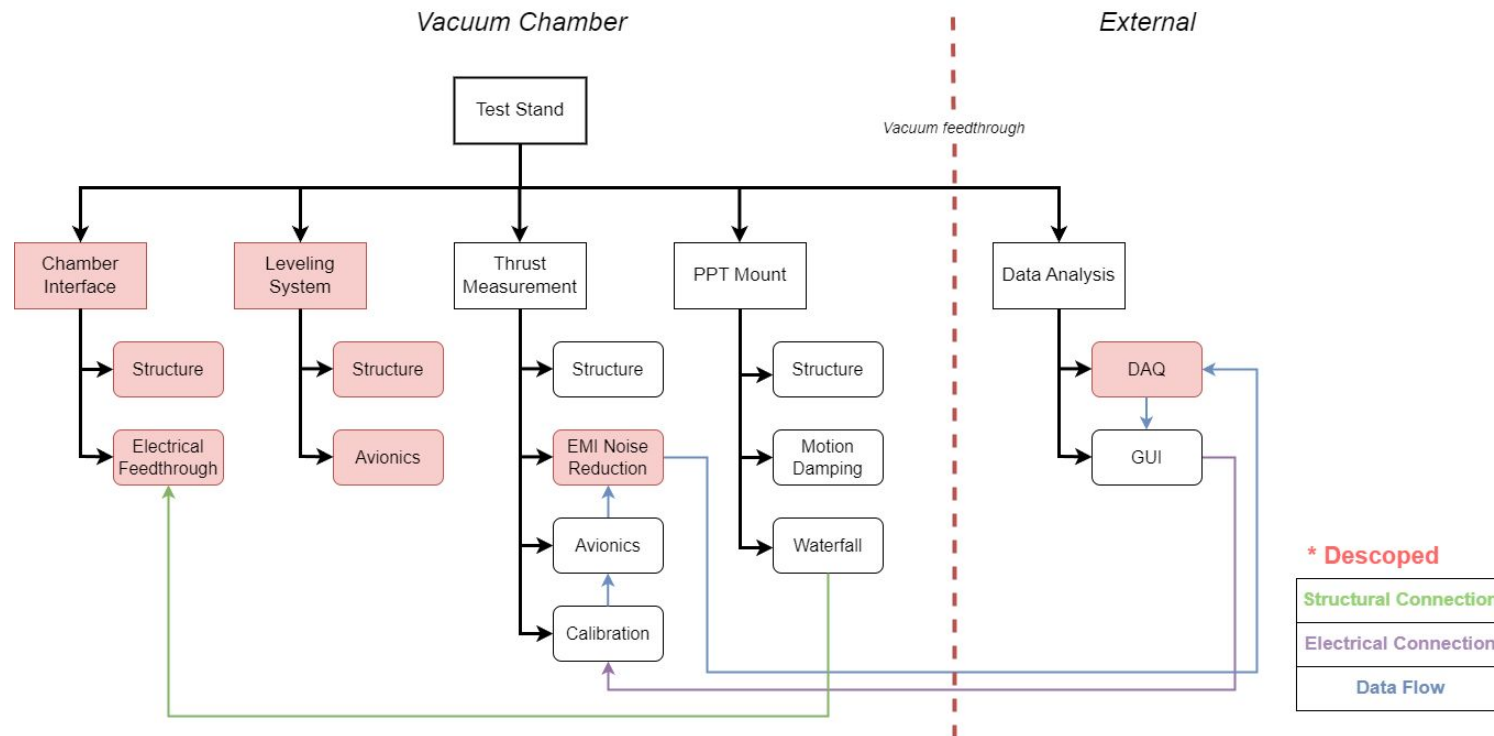 Vacuum Chamber
External
Test Stand
Vacuum feedthrough
Chamber
Interface
Leveling
System
Thrust
Measurement
PPT Mount
Data Analysis
Structure
Structure
Structure
Structure
DAQ
Electrical
Feedthrough
Avionics
EMI Noise
Reduction
Motion
Damping
GUI
Avionics
Waterfall
Calibration
* Descoped
Structural Connection
Electrical Connection
Data Flow